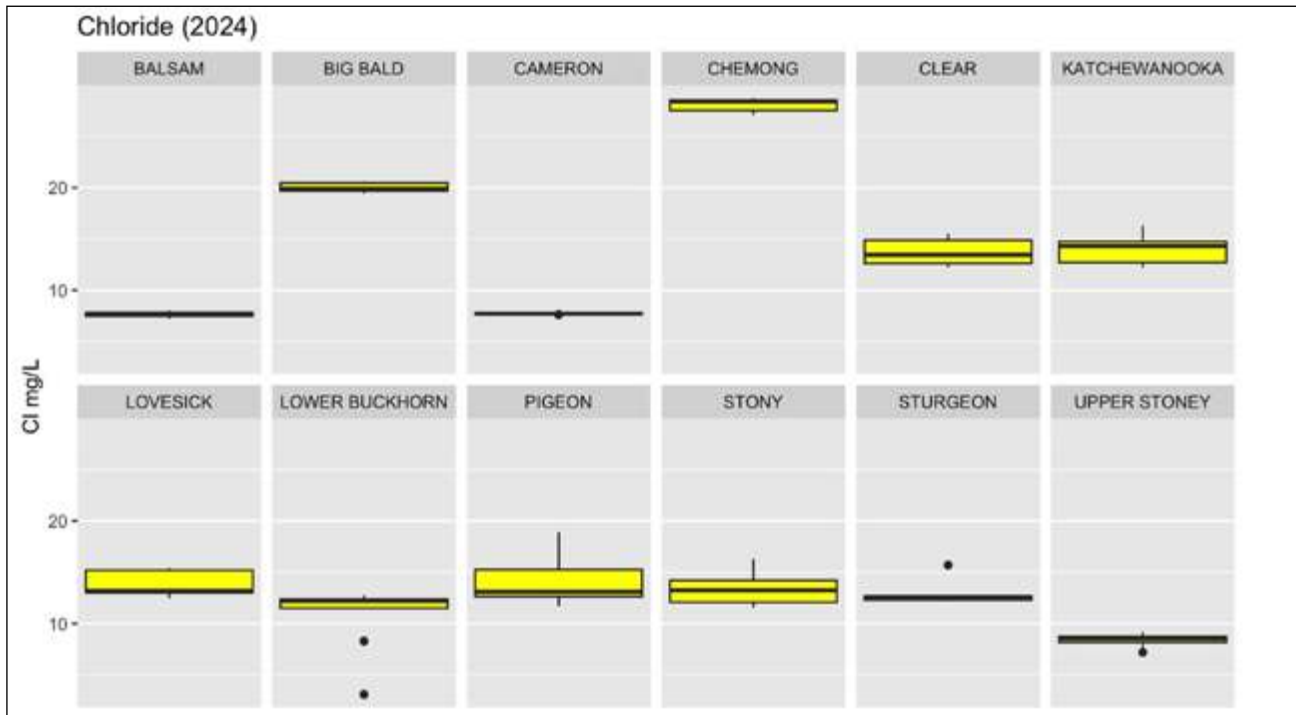 Chloride (2024)
BALSAM
BIG BALD
CAMERON
CHEMONG
CLEAR
KATCHEWANOOKA
20
10
Cl mg/L
LOVESICK
LOWER BUCKHORN
PIGEON
STONY
STURGEON
UPPER STONEY
20
10